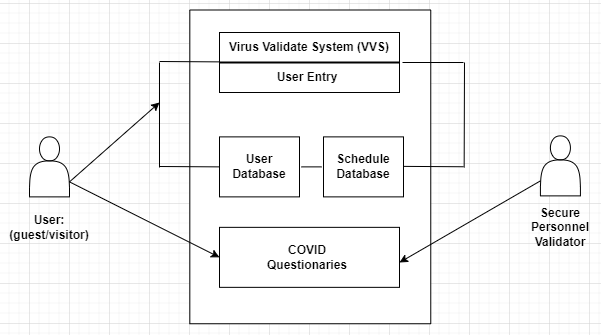 Virus Validate System (VVS)
User Entry
User
Database
Schedule
Database
User:
(guest/visitor)
Secure
Personnel
Validator
COVID
Questionaries